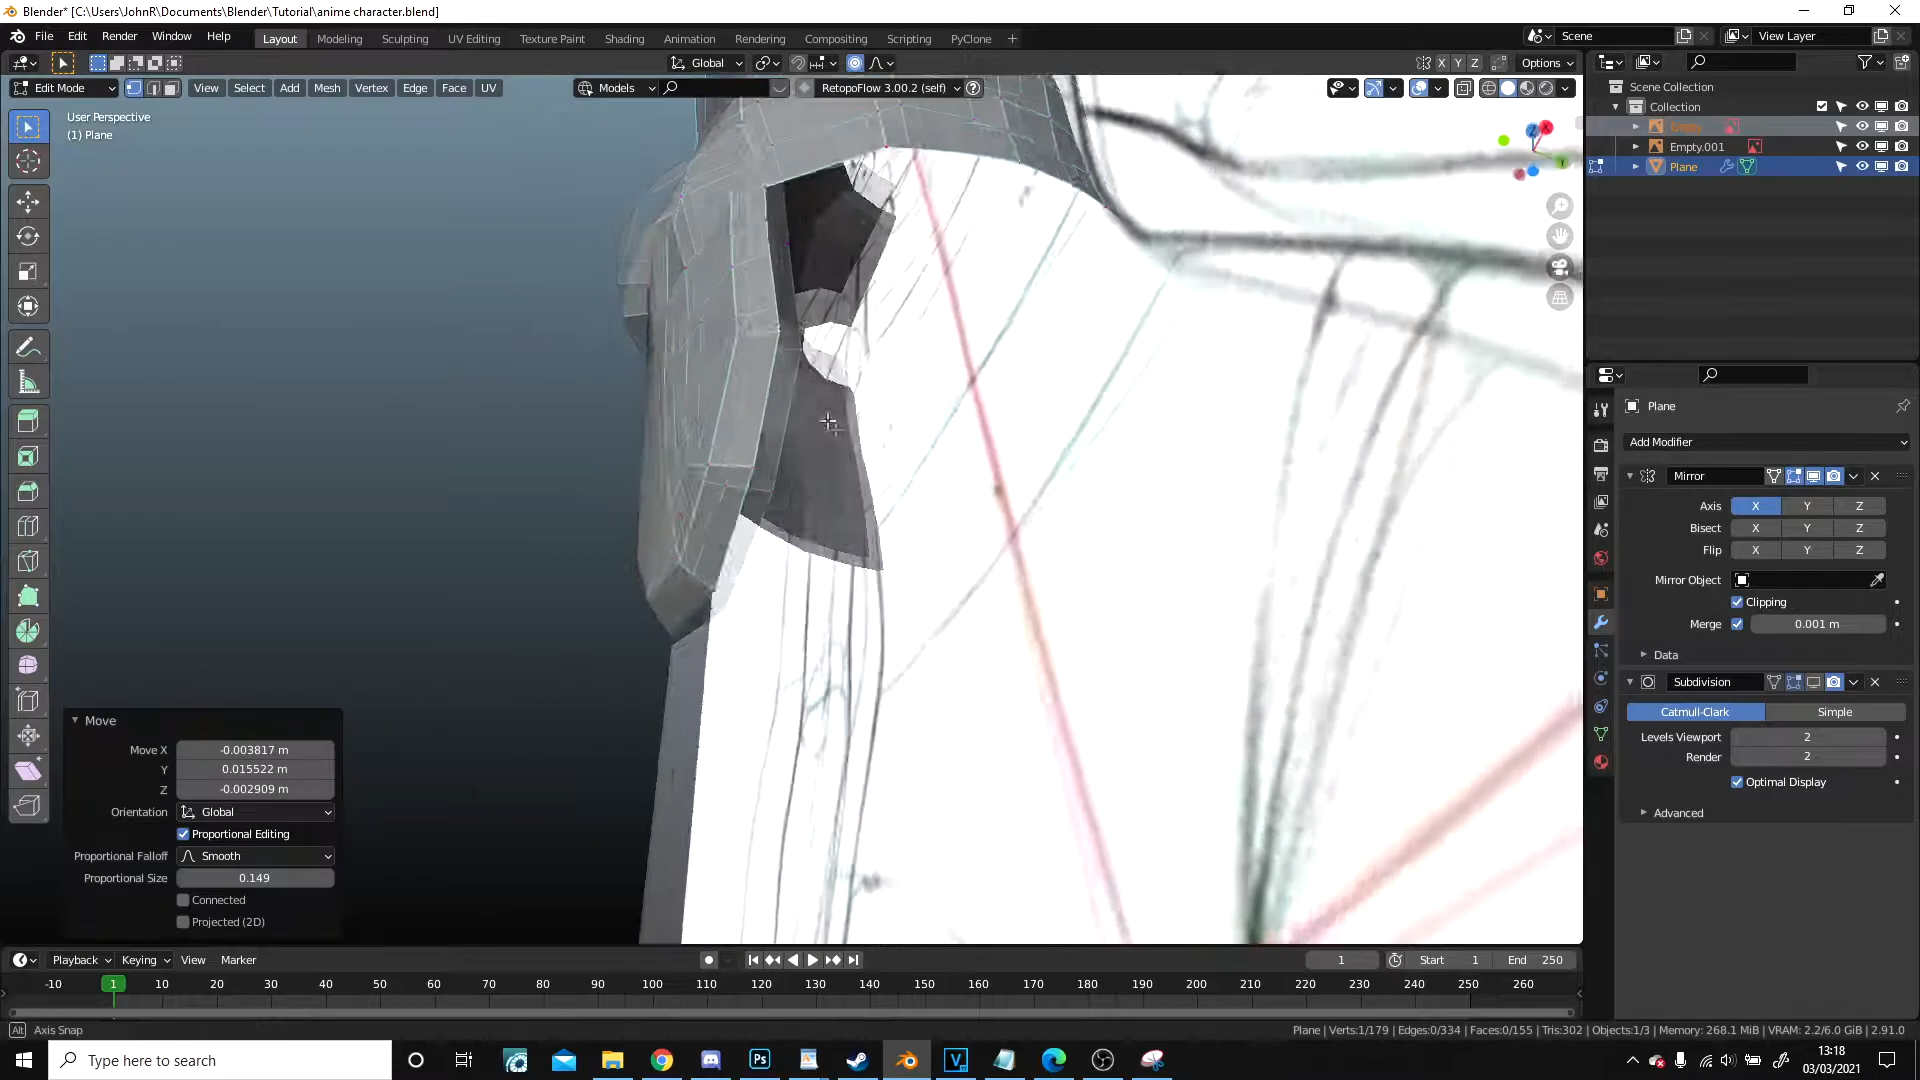 Blender* [C:\Users\JohnR\Documents\Blender\Tutorial\anime character.blend]
File Edit Render Window Help Layout Modeling Sculpting UV Editing Texture Paint Shading Animation Rendering Compositing Scripting PyClone Scene View Layer
Global X Y Z Options
Edit Mode View Select Add Mesh Vertex Edge Face UV Models RetopoFlow 3.00.2 (self)
User Perspective
(1) Plane
Scene Collection
Collection
Empty
Empty.001
Plane
Plane
Add Modifier
Mirror
Axis X Y Z
Bisect X Y Z
Flip X Y Z
Mirror Object
Clipping
Merge 0.001 m
Data
Subdivision
Catmull-Clark Simple
Levels Viewport 2
Render 2
Optimal Display
Advanced
Move
Move X -0.003817 m
Y 0.015522 m
Z -0.002909 m
Orientation Global
Proportional Editing
Proportional Falloff Smooth
Proportional Size 0.149
Connected
Projected (2D)
Playback Keying View Marker 1 Start 1 End 250
-10 1 10 20 30 40 50 60 70 80 90 100 110 120 130 140 150 160 170 180 190 200 210 220 230 240 250 260
Alt Axis Snap Plane | Verts:1/179 | Edges:0/334 | Faces:0/155 | Tris:302 | Objects:1/3 | Memory: 268.1 MiB | VRAM: 2.2/6.0 GiB | 2.91.0
Type here to search
13:18
03/03/2021